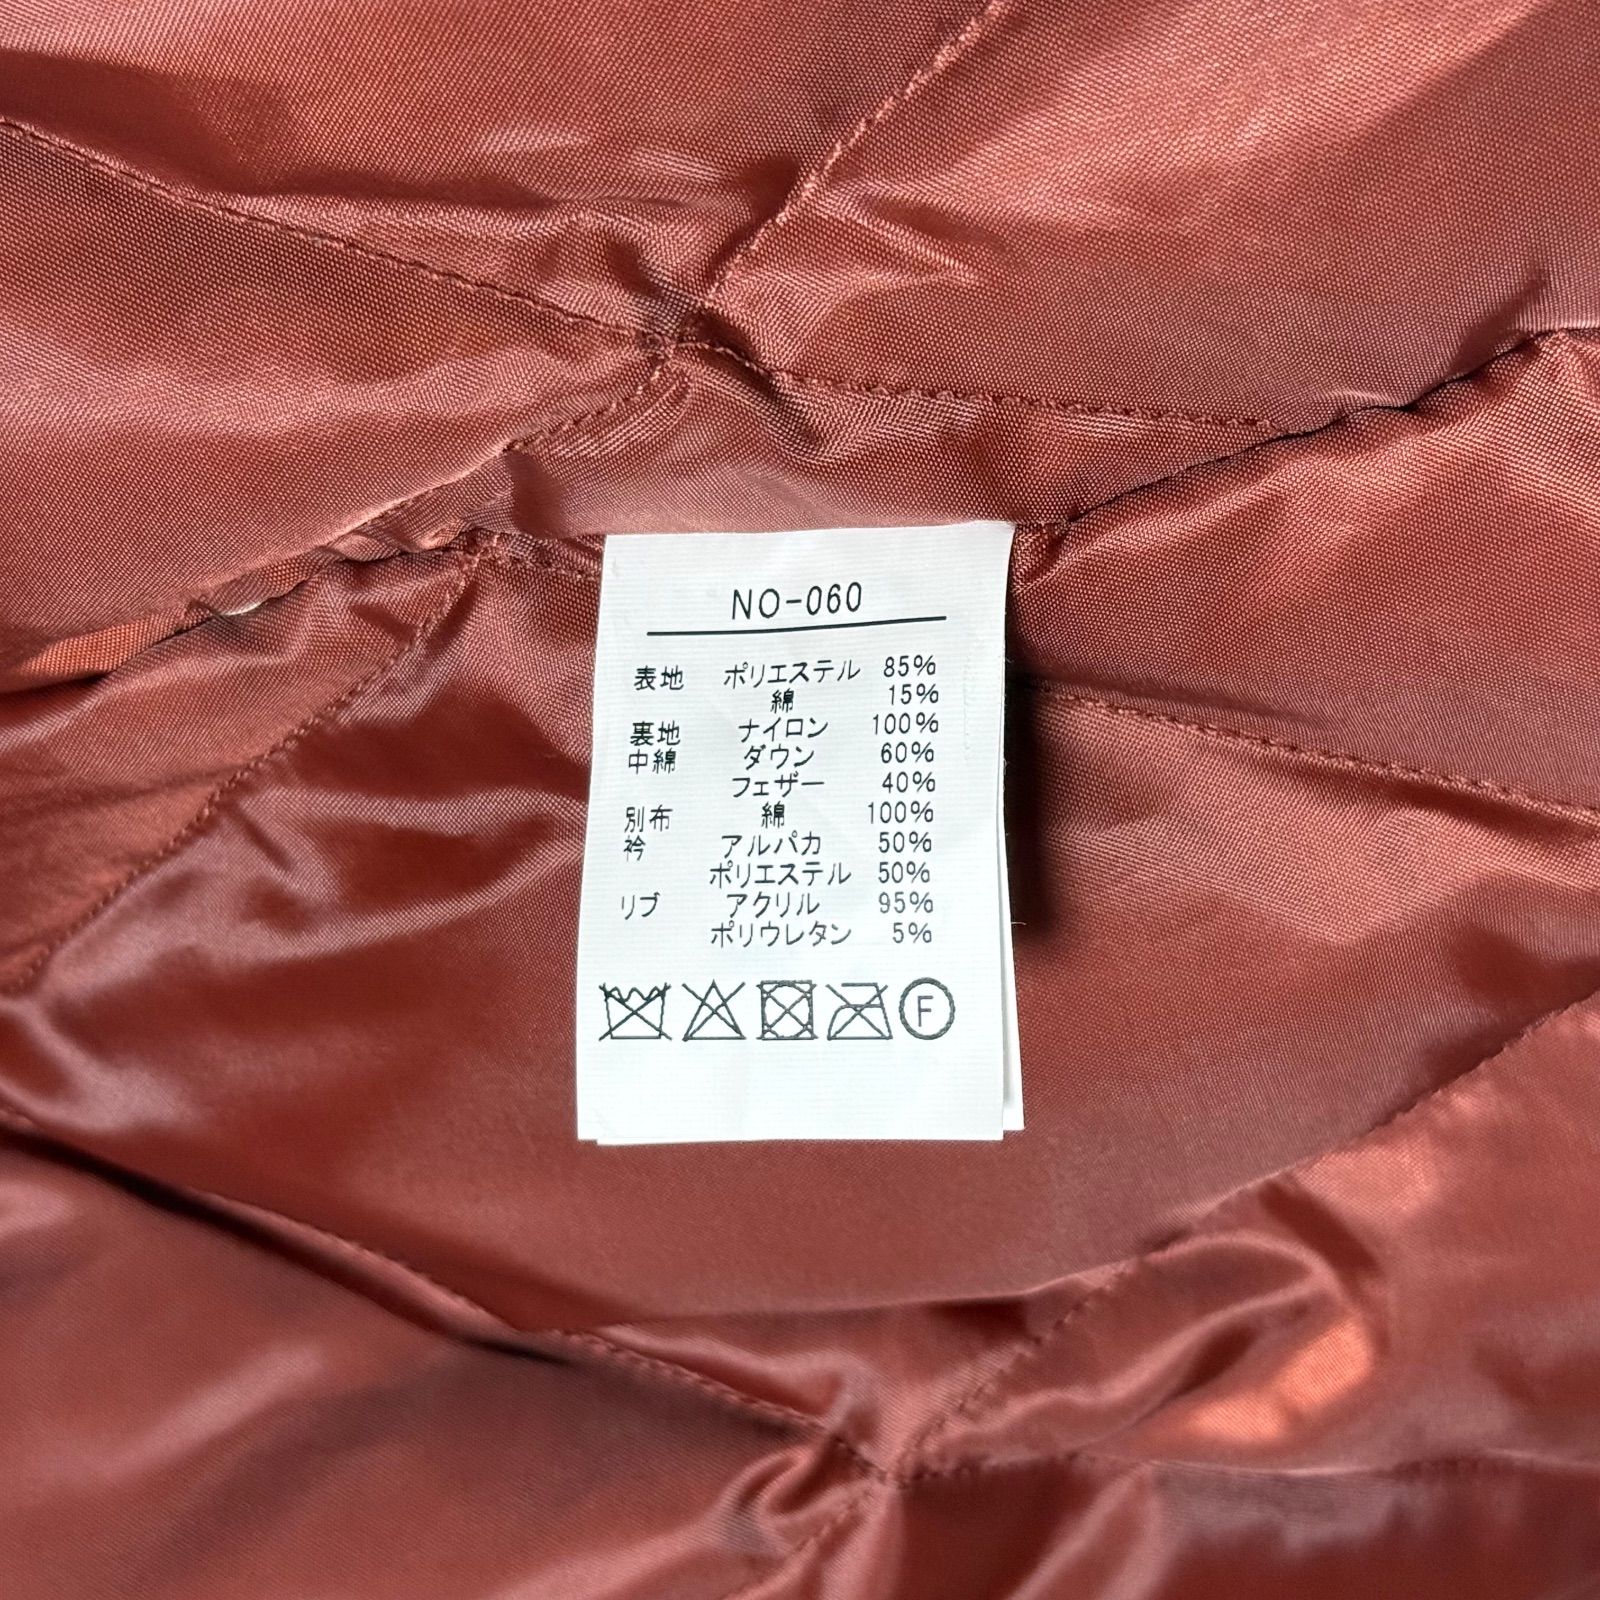 NO-060
表地 ポリエステル 85%
綿 15%
裏地 ナイロン 100%
中綿 ダウン 60%
フェザー 40%
別布 綿 100%
衿 アルパカ 50%
ポリエステル 50%
リブ アクリル 95%
ポリウレタン 5%
F